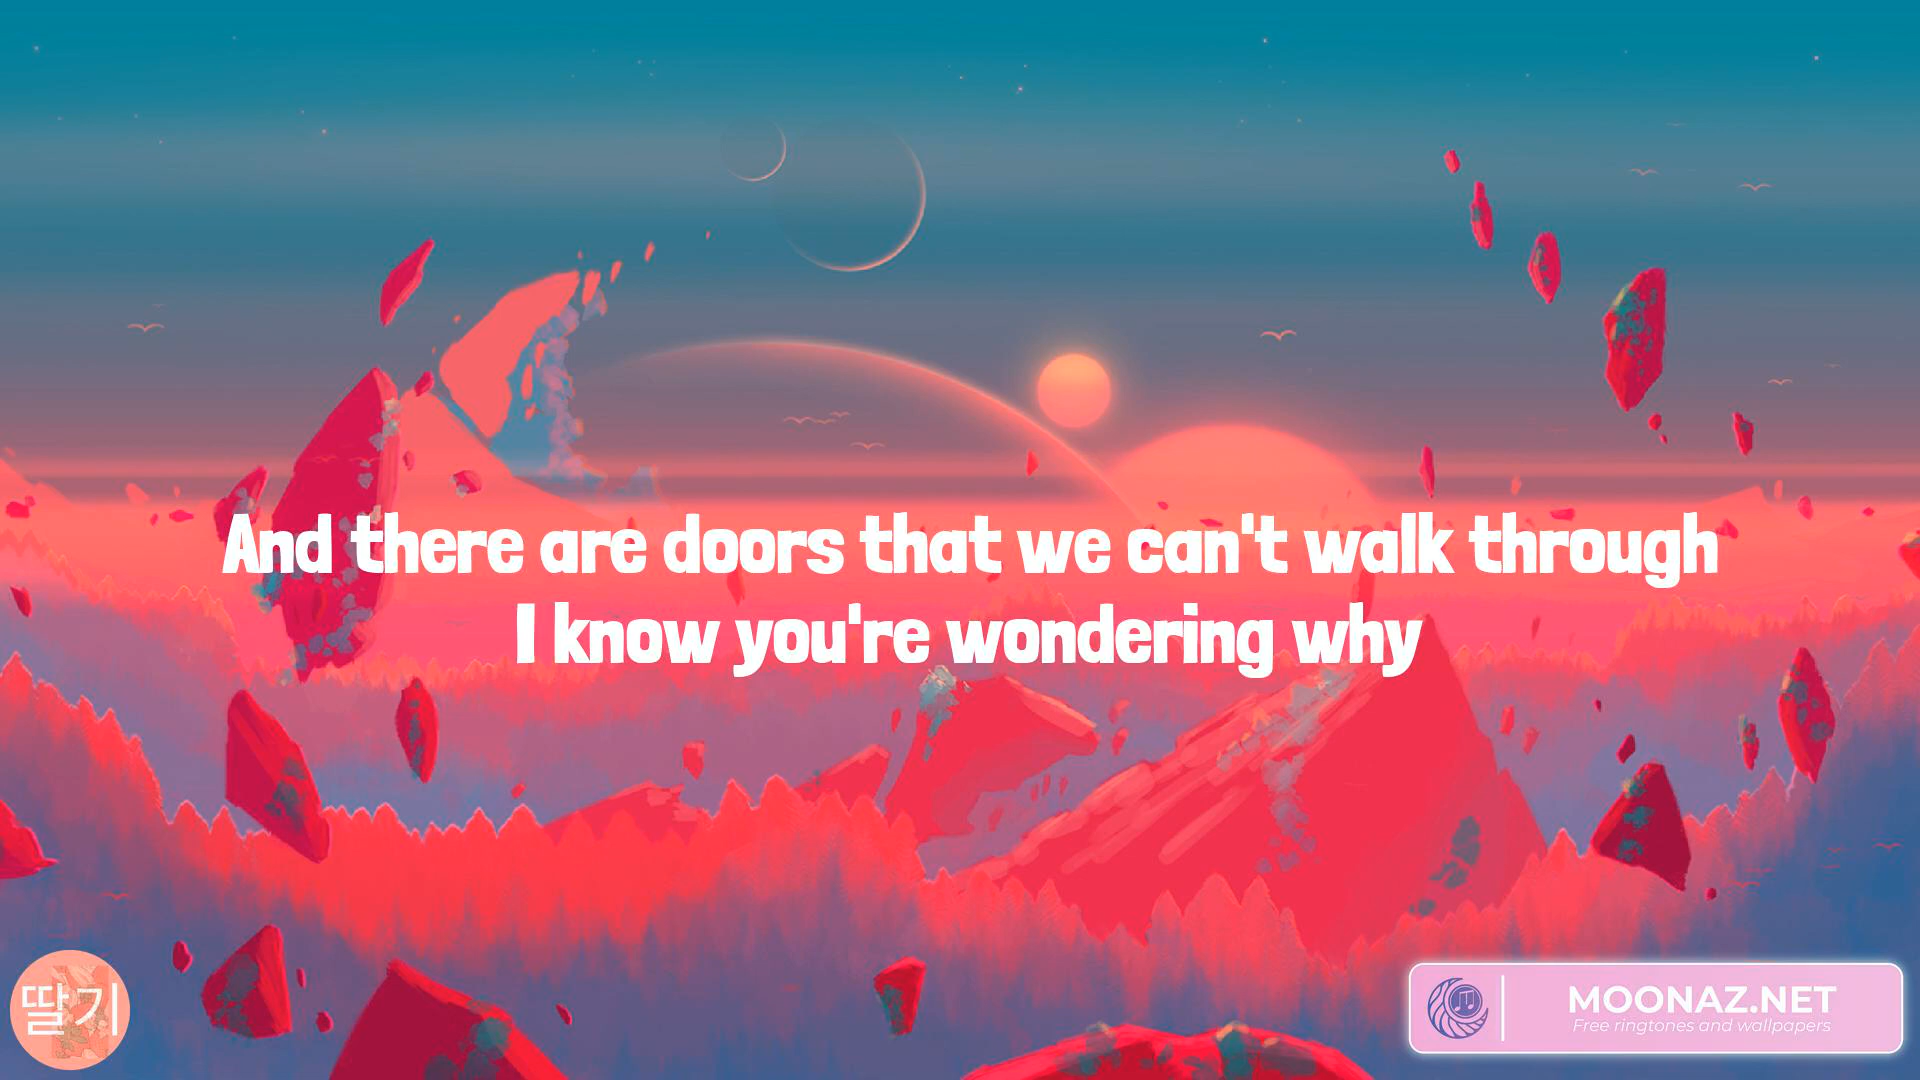 And there are doors that we can't walk through
I know you're wondering why
딸기
MOONAZ.NET
Free ringtones and wallpapers